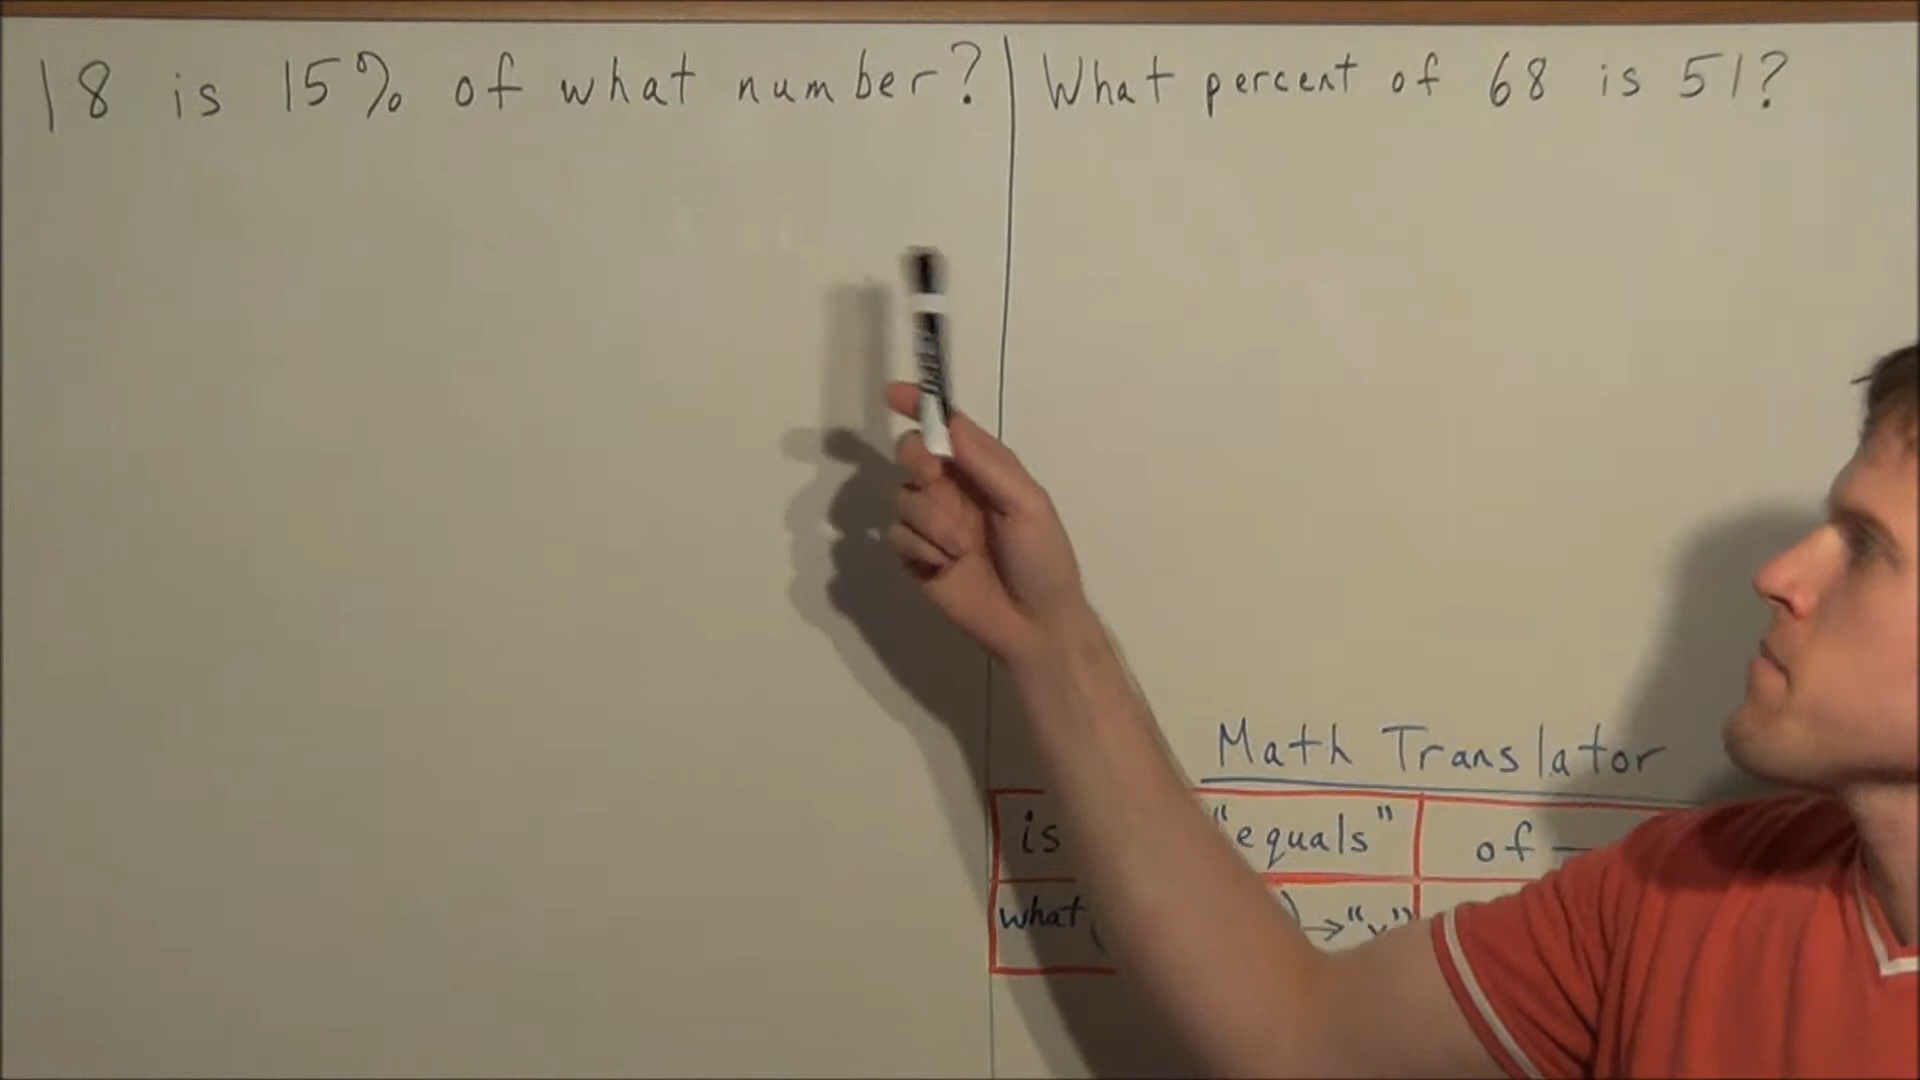 18 is 15% of what number?
What percent of 68 is 51?
Math Translator
is "equals" of —
what → "x"